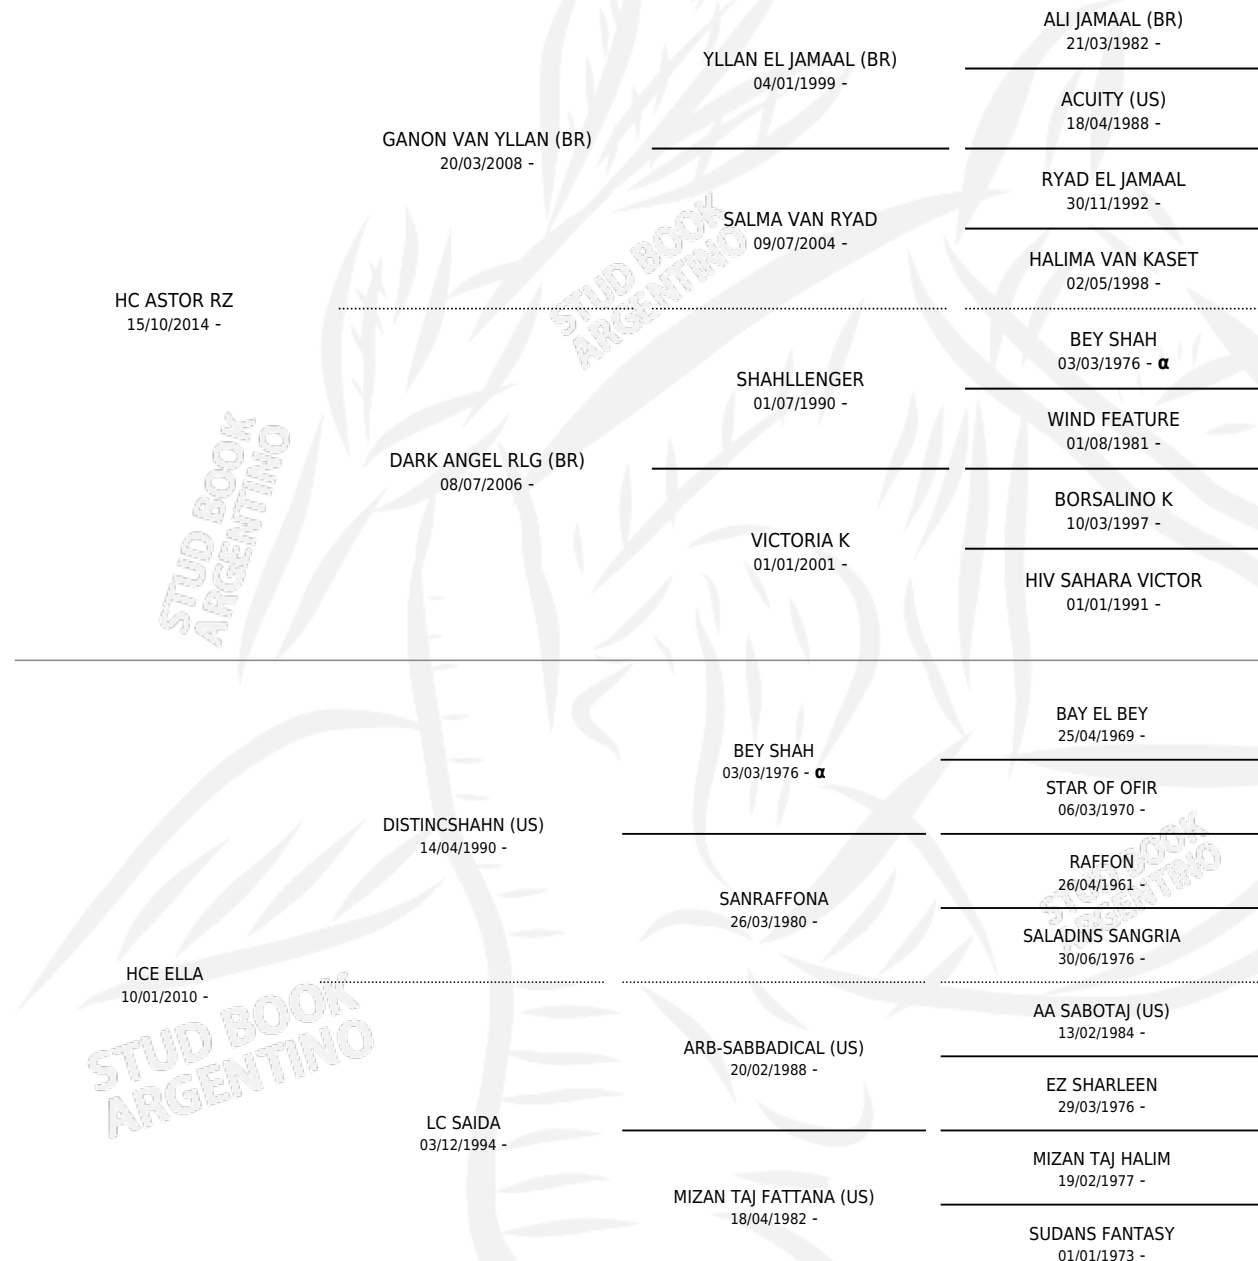 ALI JAMAAL (BR)
21/03/1982 -
YLLAN EL JAMAAL (BR)
04/01/1999 -
ACUITY (US)
18/04/1988 -
GANON VAN YLLAN (BR)
20/03/2008 -
RYAD EL JAMAAL
30/11/1992 -
SALMA VAN RYAD
09/07/2004 -
HALIMA VAN KASET
02/05/1998 -
HC ASTOR RZ
15/10/2014 -
STUD BOOK
ARGENTINO
BEY SHAH
03/03/1976 - α
SHAHLLENGER
01/07/1990 -
WIND FEATURE
01/08/1981 -
DARK ANGEL RLG (BR)
08/07/2006 -
BORSALINO K
10/03/1997 -
VICTORIA K
01/01/2001 -
HIV SAHARA VICTOR
01/01/1991 -
STUD BOOK
ARGENTINO
BAY EL BEY
25/04/1969 -
BEY SHAH
03/03/1976 - α
STAR OF OFIR
06/03/1970 -
DISTINCSHAHN (US)
14/04/1990 -
RAFFON
26/04/1961 -
SANRAFFONA
26/03/1980 -
SALADINS SANGRIA
30/06/1976 -
STUD BOOK
ARGENTINO
HCE ELLA
10/01/2010 -
AA SABOTAJ (US)
13/02/1984 -
ARB-SABBADICAL (US)
20/02/1988 -
EZ SHARLEEN
29/03/1976 -
LC SAIDA
03/12/1994 -
MIZAN TAJ HALIM
19/02/1977 -
MIZAN TAJ FATTANA (US)
18/04/1982 -
SUDANS FANTASY
01/01/1973 -
STUD BOOK
ARGENTINO